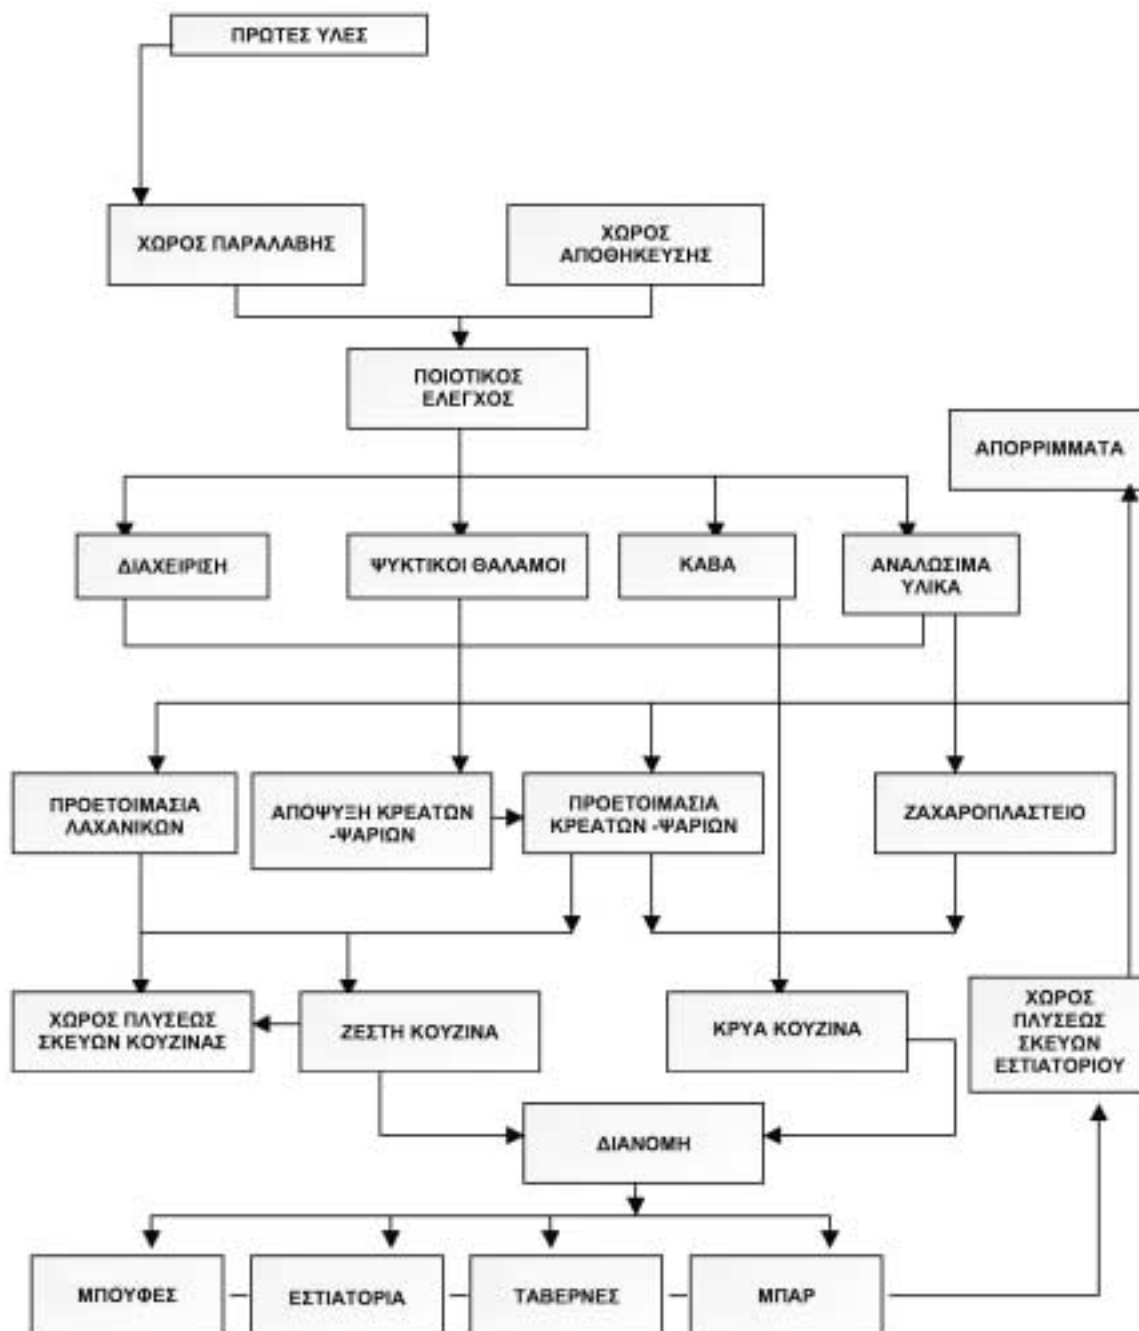 ΠΡΩΤΕΣ ΥΛΕΣ
ΧΩΡΟΣ ΠΑΡΑΛΑΒΗΣ
ΧΩΡΟΣ
ΑΠΟΘΗΚΕΥΣΗΣ
ΠΟΙΟΤΙΚΟΣ
ΕΛΕΓΧΟΣ
ΑΠΟΡΡΙΜΜΑΤΑ
ΔΙΑΧΕΙΡΙΣΗ
ΨΥΚΤΙΚΟΙ ΘΑΛΑΜΟΙ
ΚΑΒΑ
ΑΝΑΛΩΣΙΜΑ
ΥΛΙΚΑ
ΠΡΟΕΤΟΙΜΑΣΙΑ
ΛΑΧΑΝΙΚΩΝ
ΑΠΟΨΥΞΗ ΚΡΕΑΤΩΝ
-ΨΑΡΙΩΝ
ΠΡΟΕΤΟΙΜΑΣΙΑ
ΚΡΕΑΤΩΝ -ΨΑΡΙΩΝ
ΖΑΧΑΡΟΠΛΑΣΤΕΙΟ
ΧΩΡΟΣ ΠΛΥΣΕΩΣ
ΣΚΕΥΩΝ ΚΟΥΖΙΝΑΣ
ΖΕΣΤΗ ΚΟΥΖΙΝΑ
ΚΡΥΑ ΚΟΥΖΙΝΑ
ΧΩΡΟΣ
ΠΛΥΣΕΩΣ
ΣΚΕΥΩΝ
ΕΣΤΙΑΤΟΡΙΟΥ
ΔΙΑΝΟΜΗ
ΜΠΟΥΦΕΣ
ΕΣΤΙΑΤΟΡΙΑ
ΤΑΒΕΡΝΕΣ
ΜΠΑΡ